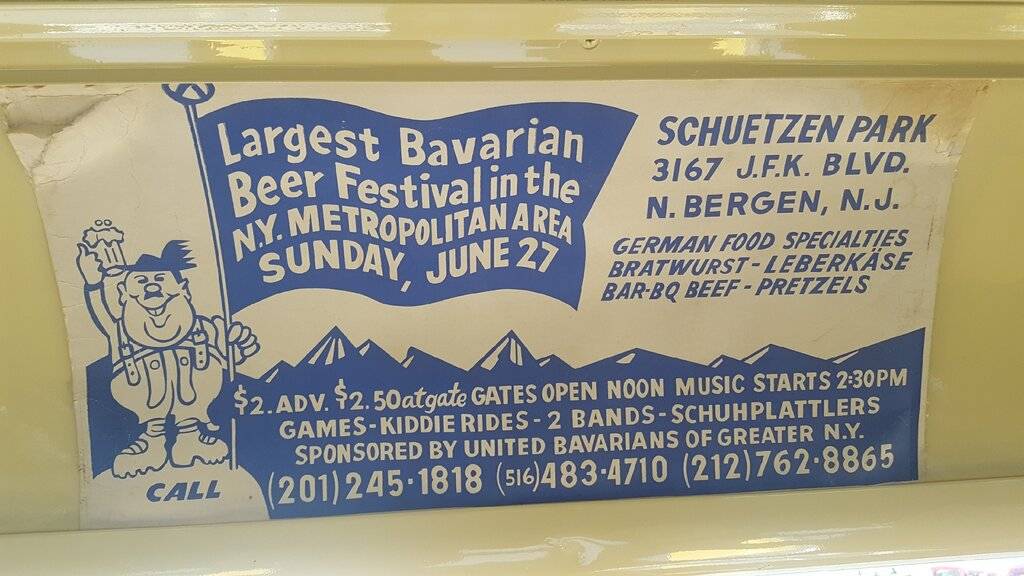 Largest Bavarian
Beer Festival in the
N.Y. METROPOLITAN AREA
SUNDAY, JUNE 27
SCHUETZEN PARK
3167 J.F.K. BLVD.
N. BERGEN, N.J.
GERMAN FOOD SPECIALTIES
BRATWURST - LEBERKÄSE
BAR-BQ BEEF - PRETZELS
$2. ADV. $2.50 at gate GATES OPEN NOON MUSIC STARTS 2:30 PM
GAMES - KIDDIE RIDES - 2 BANDS - SCHUHPLATTLERS
SPONSORED BY UNITED BAVARIANS OF GREATER N.Y.
CALL (201) 245·1818 (516) 483·4710 (212) 762·8865